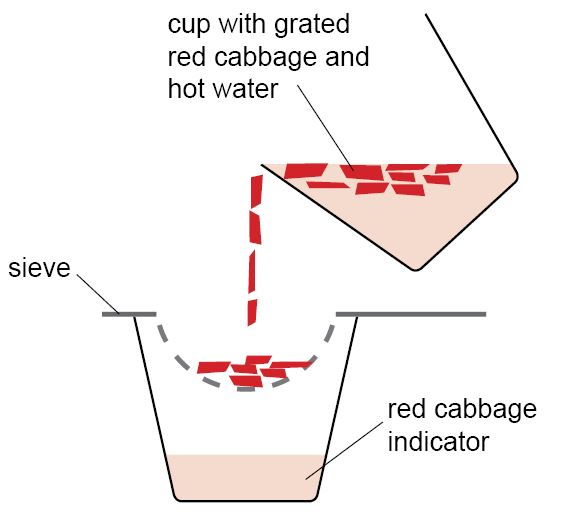 cup with grated
red cabbage and
hot water
sieve
red cabbage
indicator